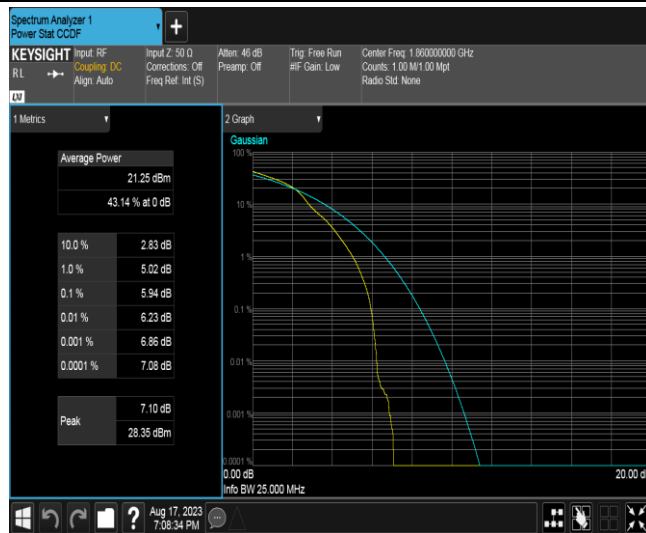 Spectrum Analyzer 1
Power Stat CCDF
KEYSIGHT
RL
LXI
Input: RF
Coupling: DC
Align: Auto
Input Z: 50 Ω
Corrections: Off
Freq Ref: Int (S)
Atten: 46 dB
Preamp: Off
Trig: Free Run
#IF Gain: Low
Center Freq: 1.860000000 GHz
Counts: 1.00 M/1.00 Mpt
Radio Std: None
1 Metrics
Average Power
21.25 dBm
43.14 % at 0 dB
10.0 % 2.83 dB
1.0 % 5.02 dB
0.1 % 5.94 dB
0.01 % 6.23 dB
0.001 % 6.86 dB
0.0001 % 7.08 dB
Peak
7.10 dB
28.35 dBm
2 Graph
Gaussian
100 %
10 %
1 %
0.1 %
0.01 %
0.001 %
0.0001 %
0.00 dB
20.00 d
Info BW 25.000 MHz
Aug 17, 2023
7:08:34 PM